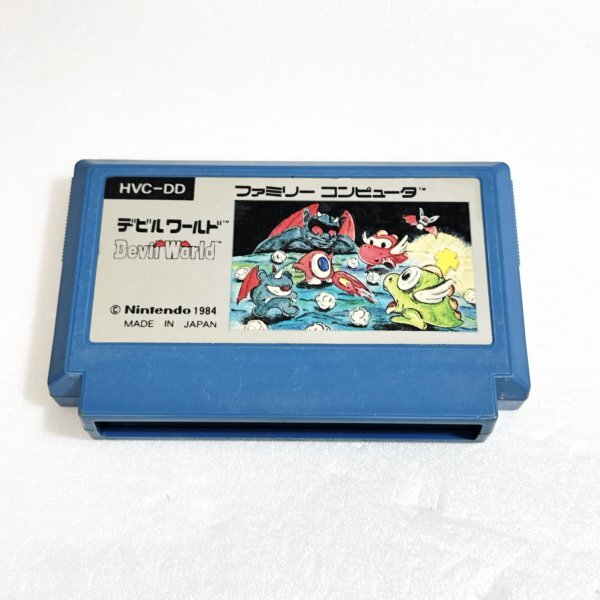 HVC-DD
ファミリー コンピュータ™
デビルワールド™
Devil World™
© Nintendo 1984
MADE IN JAPAN